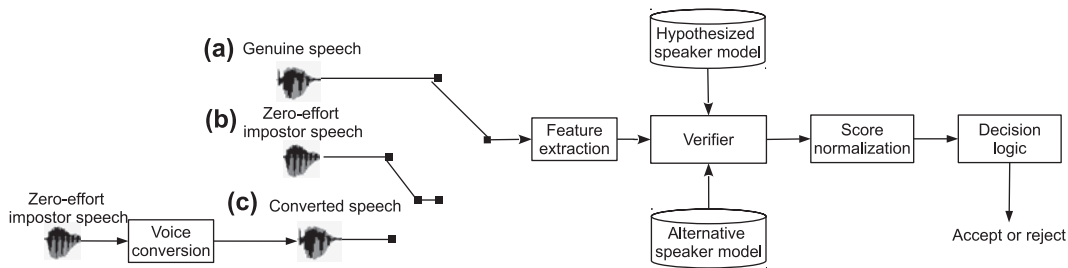 (a) Genuine speech
(b) Zero-effort
impostor speech
Zero-effort
impostor speech
Voice
conversion
(c) Converted speech
Feature
extraction
Hypothesized
speaker model
Verifier
Alternative
speaker model
Score
normalization
Decision
logic
Accept or reject